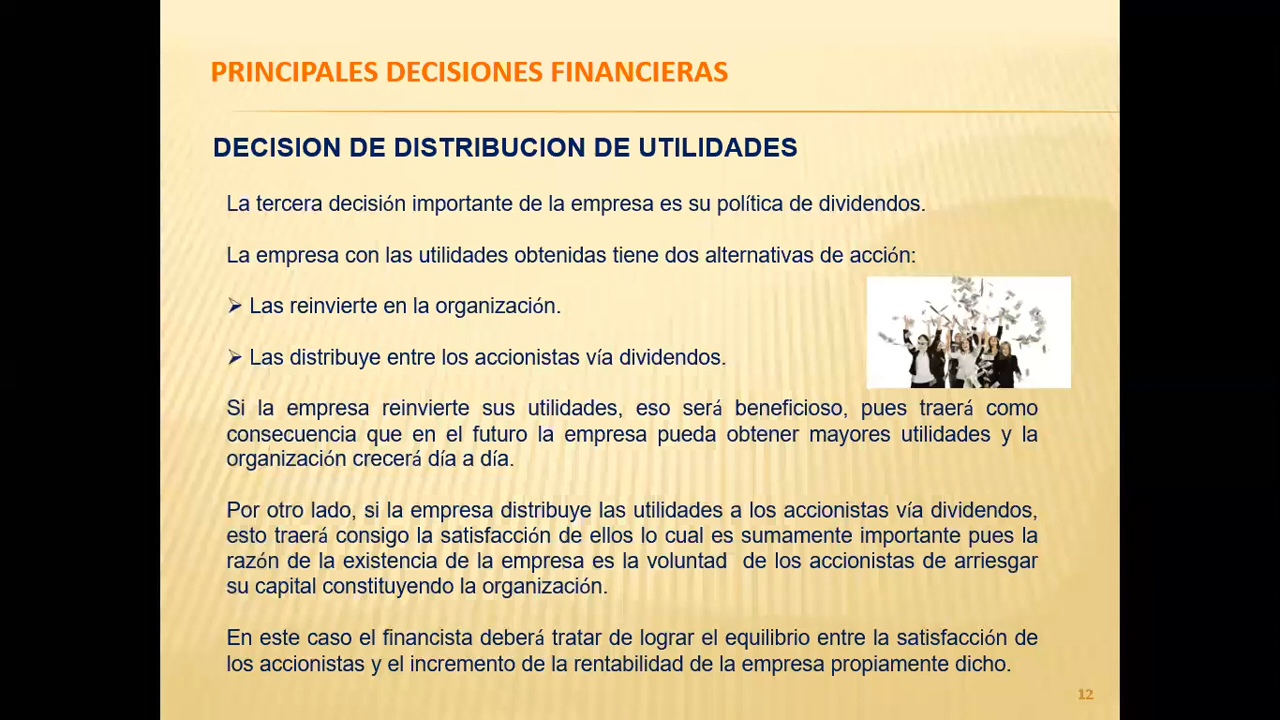 PRINCIPALES DECISIONES FINANCIERAS
DECISION DE DISTRIBUCION DE UTILIDADES
La tercera decisión importante de la empresa es su política de dividendos.
La empresa con las utilidades obtenidas tiene dos alternativas de acción:
➢ Las reinvierte en la organización.
➢ Las distribuye entre los accionistas vía dividendos.
Si la empresa reinvierte sus utilidades, eso será beneficioso, pues traerá como
consecuencia que en el futuro la empresa pueda obtener mayores utilidades y la
organización crecerá día a día.
Por otro lado, si la empresa distribuye las utilidades a los accionistas vía dividendos,
esto traerá consigo la satisfacción de ellos lo cual es sumamente importante pues la
razón de la existencia de la empresa es la voluntad de los accionistas de arriesgar
su capital constituyendo la organización.
En este caso el financista deberá tratar de lograr el equilibrio entre la satisfacción de
los accionistas y el incremento de la rentabilidad de la empresa propiamente dicho.
12